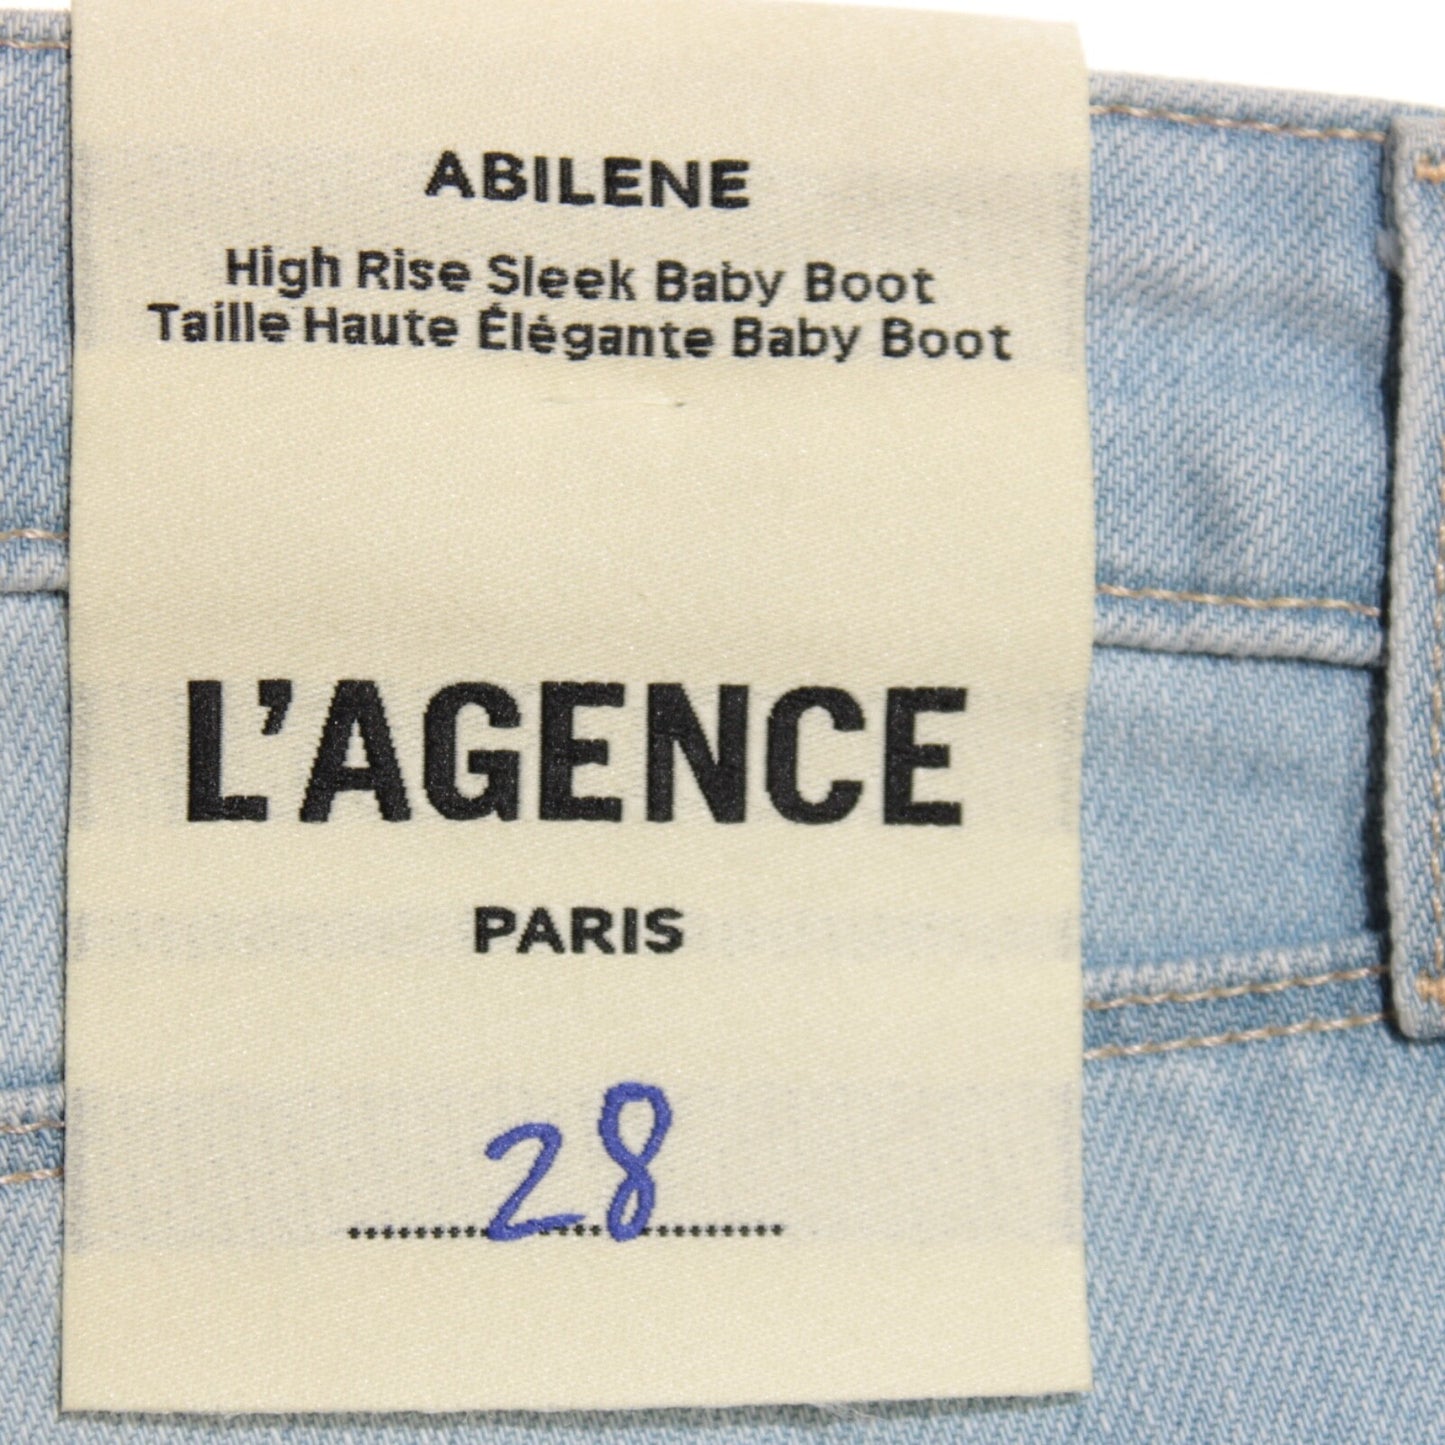 ABILENE
High Rise Sleek Baby Boot
Taille Haute Élégante Baby Boot
L'AGENCE
PARIS
28